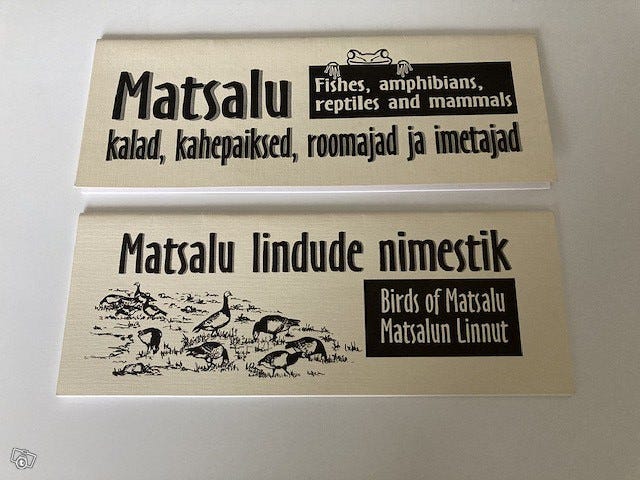 Matsalu
Fishes, amphibians,
reptiles and mammals
kalad, kahepaiksed, roomajad ja imetajad
Matsalu lindude nimestik
Birds of Matsalu
Matsalun Linnut